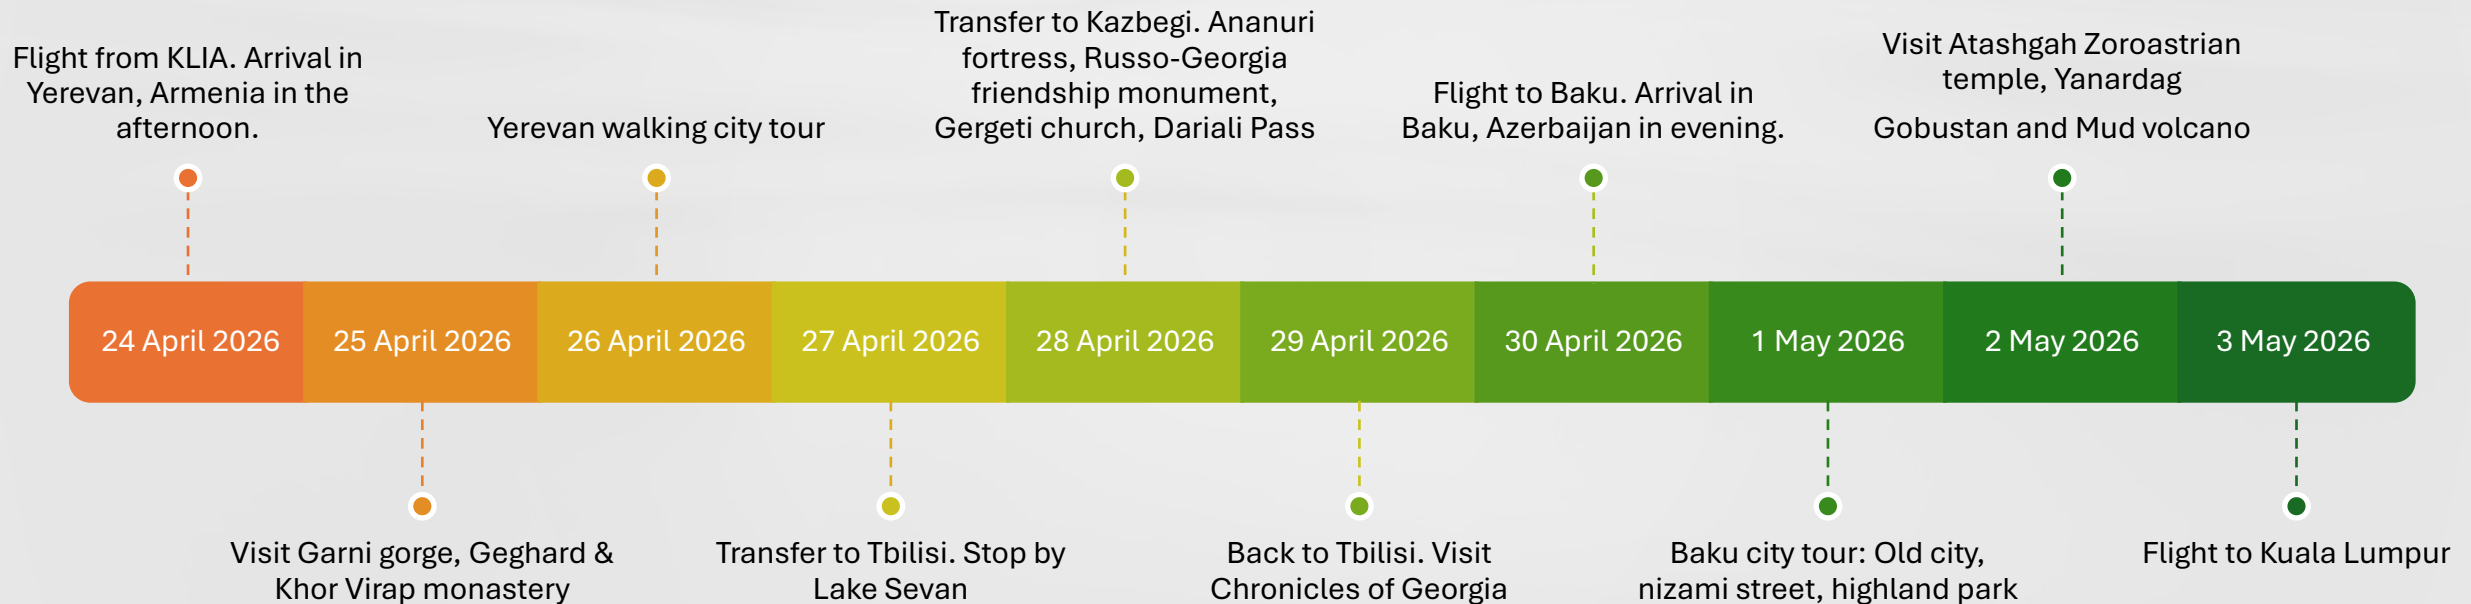 Flight from KLIA. Arrival in
Yerevan, Armenia in the
afternoon.
Yerevan walking city tour
Transfer to Kazbegi. Ananuri
fortress, Russo-Georgia
friendship monument,
Gergeti church, Dariali Pass
Flight to Baku. Arrival in
Baku, Azerbaijan in evening.
Visit Atashgah Zoroastrian
temple, Yanardag
Gobustan and Mud volcano
24 April 2026
25 April 2026
26 April 2026
27 April 2026
28 April 2026
29 April 2026
30 April 2026
1 May 2026
2 May 2026
3 May 2026
Visit Garni gorge, Geghard &
Khor Virap monastery
Transfer to Tbilisi. Stop by
Lake Sevan
Back to Tbilisi. Visit
Chronicles of Georgia
Baku city tour: Old city,
nizami street, highland park
Flight to Kuala Lumpur